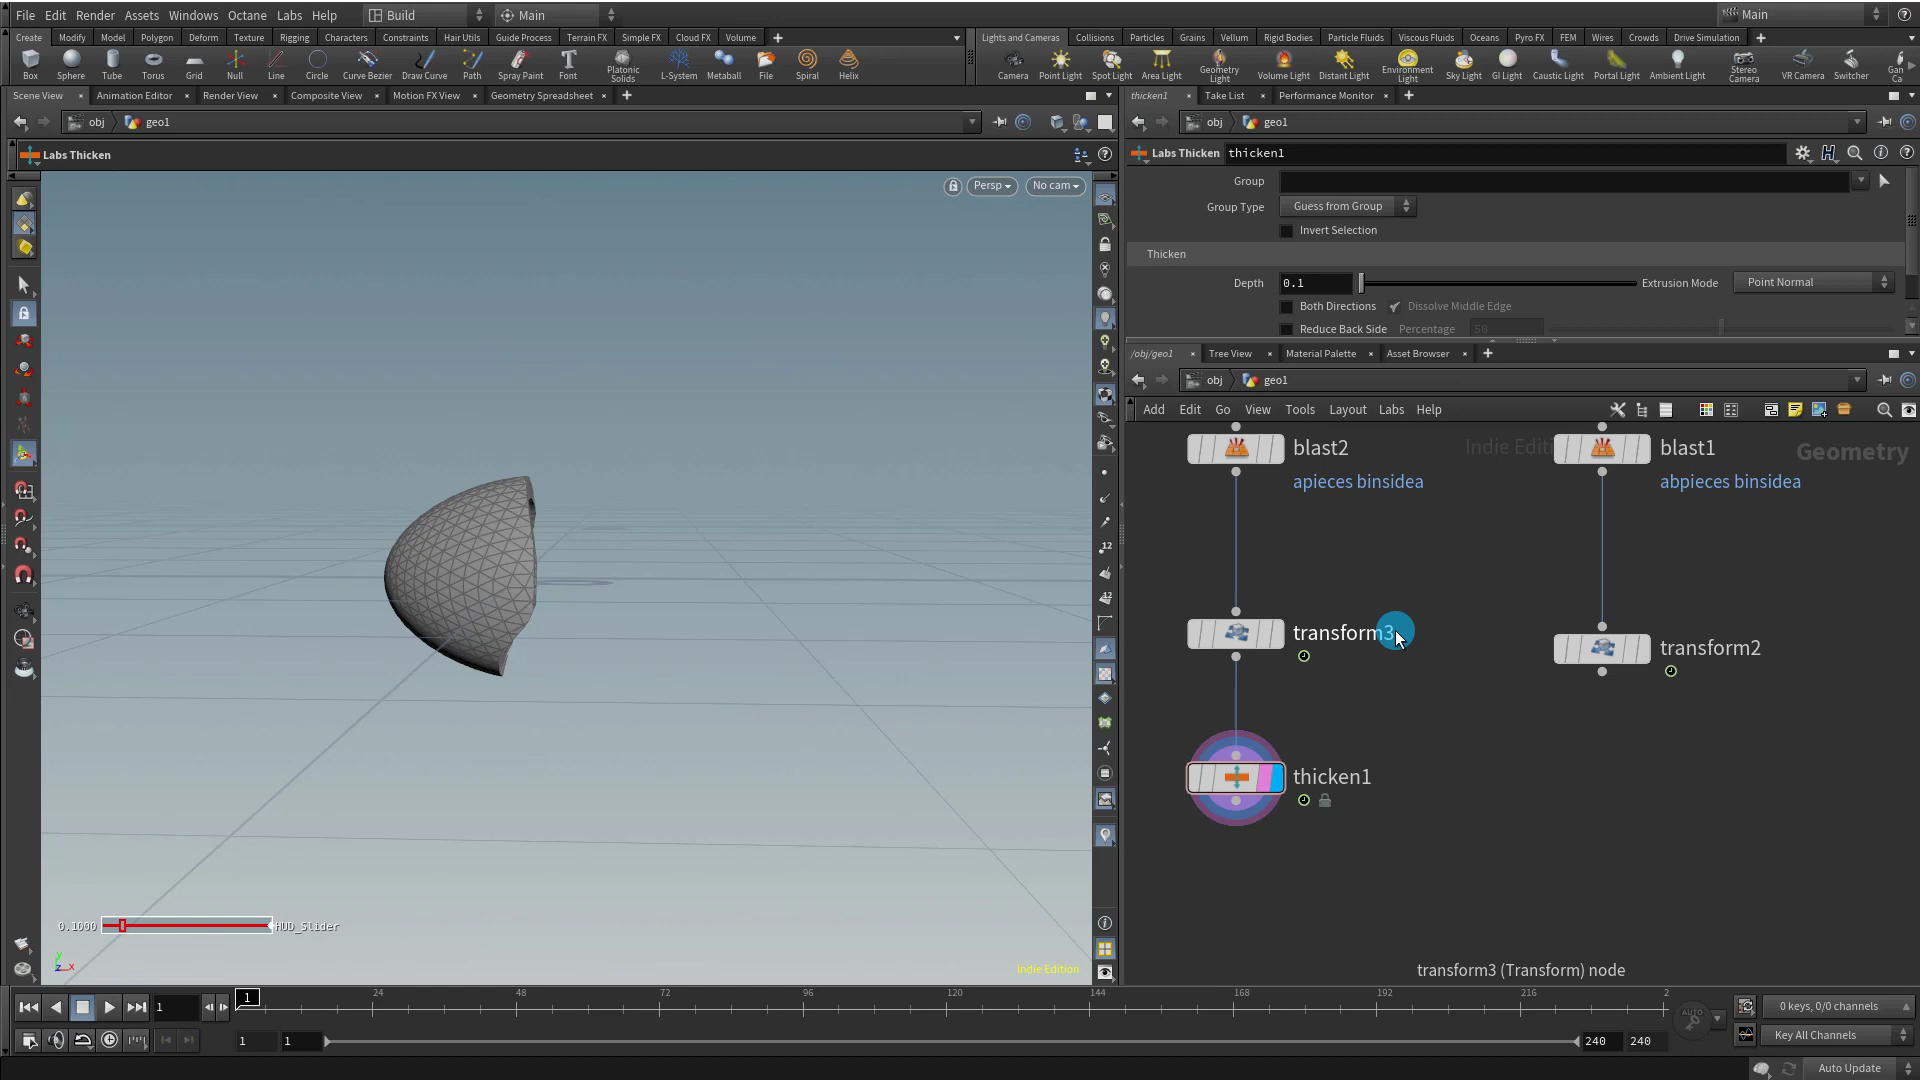 File Edit Render Assets Windows Octane Labs Help Build Main Main
Create Modify Model Polygon Deform Texture Rigging Characters Constraints Hair Utils Guide Process Terrain FX Simple FX Cloud FX Volume
Lights and Cameras Collisions Particles Grains Vellum Rigid Bodies Particle Fluids Viscous Fluids Oceans Pyro FX FEM Wires Crowds Drive Simulation
Box Sphere Tube Torus Grid Null Line Circle Curve Bezier Draw Curve Path Spray Paint Font Platonic Solids L-System Metaball File Spiral Helix
Camera Point Light Spot Light Area Light Geometry Light Volume Light Distant Light Environment Light Sky Light GI Light Caustic Light Portal Light Ambient Light Stereo Camera VR Camera Switcher Gan Ca
Scene View Animation Editor Render View Composite View Motion FX View Geometry Spreadsheet
thicken1 Take List Performance Monitor
obj geo1
obj geo1
Labs Thicken
Labs Thicken thicken1
Persp No cam
Group
Group Type Guess from Group
Invert Selection
Thicken
Depth 0.1 Extrusion Mode Point Normal
Both Directions Dissolve Middle Edge
Reduce Back Side Percentage 50
/obj/geo1 Tree View Material Palette Asset Browser
obj geo1
Add Edit Go View Tools Layout Labs Help
Indie Editi
Geometry
blast2
apieces binsidea
blast1
abpieces binsidea
transform3
transform2
thicken1
transform3 (Transform) node
12
12
0.1000 HUD_Slider
y
z x
Indie Edition
1 1 24 48 72 96 120 144 168 192 216 2
AUTO
0 keys, 0/0 channels
1 1 240 240
Key All Channels
Auto Update